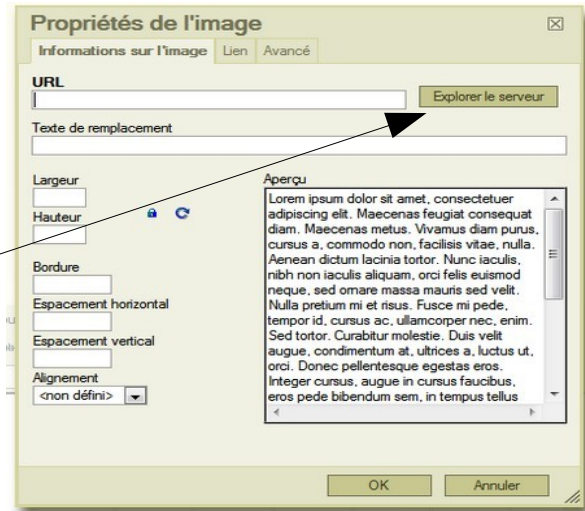 Propriétés de l'image
Informations sur l'image Lien Avancé
URL
Explorer le serveur
Texte de remplacement
Largeur
Hauteur
Bordure
Espacement horizontal
Espacement vertical
Alignement
<non défini>
Aperçu
Lorem ipsum dolor sit amet, consectetuer
adipiscing elit. Maecenas feugiat consequat
diam. Maecenas metus. Vivamus diam purus,
cursus a, commodo non, facilisis vitae, nulla.
Aenean dictum lacinia tortor. Nunc iaculis,
nibh non iaculis aliquam, orci felis euismod
neque, sed ornare massa mauris sed velit.
Nulla pretium mi et risus. Fusce mi pede,
tempor id, cursus ac, ullamcorper nec, enim.
Sed tortor. Curabitur molestie. Duis velit
augue, condimentum at, ultrices a, luctus ut,
orci. Donec pellentesque egestas eros.
Integer cursus, augue in cursus faucibus,
eros pede bibendum sem, in tempus tellus
OK Annuler